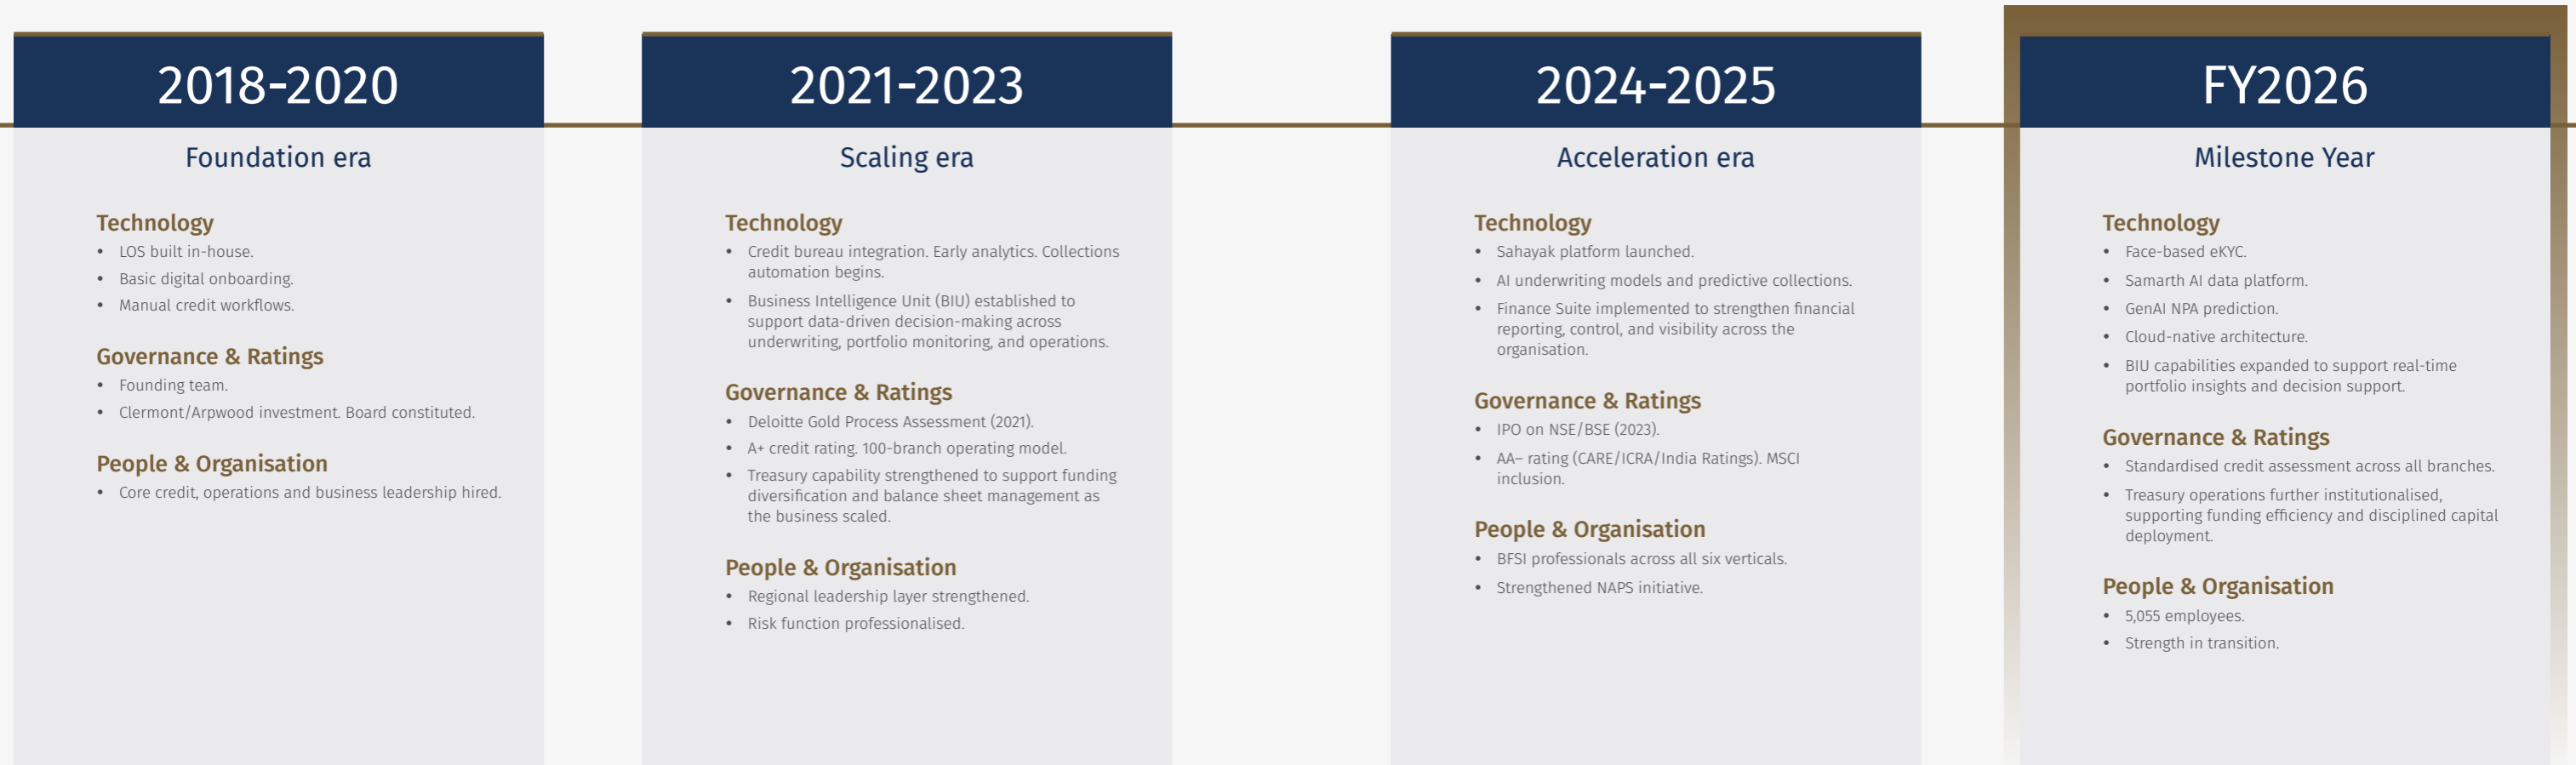 2018-2020
Foundation era
Technology
• LOS built in-house.
• Basic digital onboarding.
• Manual credit workflows.
Governance & Ratings
• Founding team.
• Clermont/Arpwood investment. Board constituted.
People & Organisation
• Core credit, operations and business leadership hired.
2021-2023
Scaling era
Technology
• Credit bureau integration. Early analytics. Collections
automation begins.
• Business Intelligence Unit (BIU) established to
support data-driven decision-making across
underwriting, portfolio monitoring, and operations.
Governance & Ratings
• Deloitte Gold Process Assessment (2021).
• A+ credit rating. 100-branch operating model.
• Treasury capability strengthened to support funding
diversification and balance sheet management as
the business scaled.
People & Organisation
• Regional leadership layer strengthened.
• Risk function professionalised.
2024-2025
Acceleration era
Technology
• Sahayak platform launched.
• AI underwriting models and predictive collections.
• Finance Suite implemented to strengthen financial
reporting, control, and visibility across the
organisation.
Governance & Ratings
• IPO on NSE/BSE (2023).
• AA– rating (CARE/ICRA/India Ratings). MSCI
inclusion.
People & Organisation
• BFSI professionals across all six verticals.
• Strengthened NAPS initiative.
FY2026
Milestone Year
Technology
• Face-based eKYC.
• Samarth AI data platform.
• GenAI NPA prediction.
• Cloud-native architecture.
• BIU capabilities expanded to support real-time
portfolio insights and decision support.
Governance & Ratings
• Standardised credit assessment across all branches.
• Treasury operations further institutionalised,
supporting funding efficiency and disciplined capital
deployment.
People & Organisation
• 5,055 employees.
• Strength in transition.